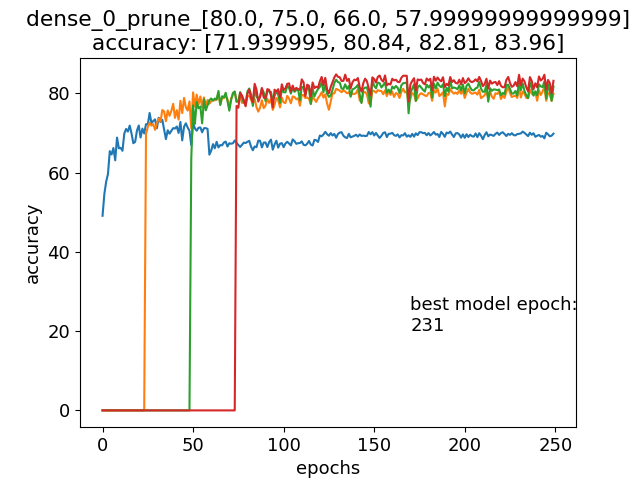 dense_0_prune_[80.0, 75.0, 66.0, 57.99999999999999]
accuracy: [71.939995, 80.84, 82.81, 83.96]
80
60
40
20
0
accuracy
best model epoch:
231
0 50 100 150 200 250
epochs